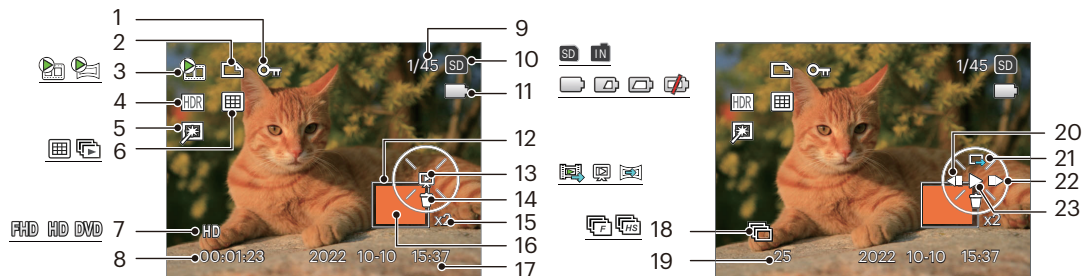 1
2
3
4
5
6
7
8
9
10
11
12
13
14
15
16
17
18
19
20
21
22
23
SD IN
FHD HD DVD
F HS
1/45 SD
HDR
x2
HD
00:01:23 2022 10-10 15:37
1/45 SD
HDR
x2
25 2022 10-10 15:37